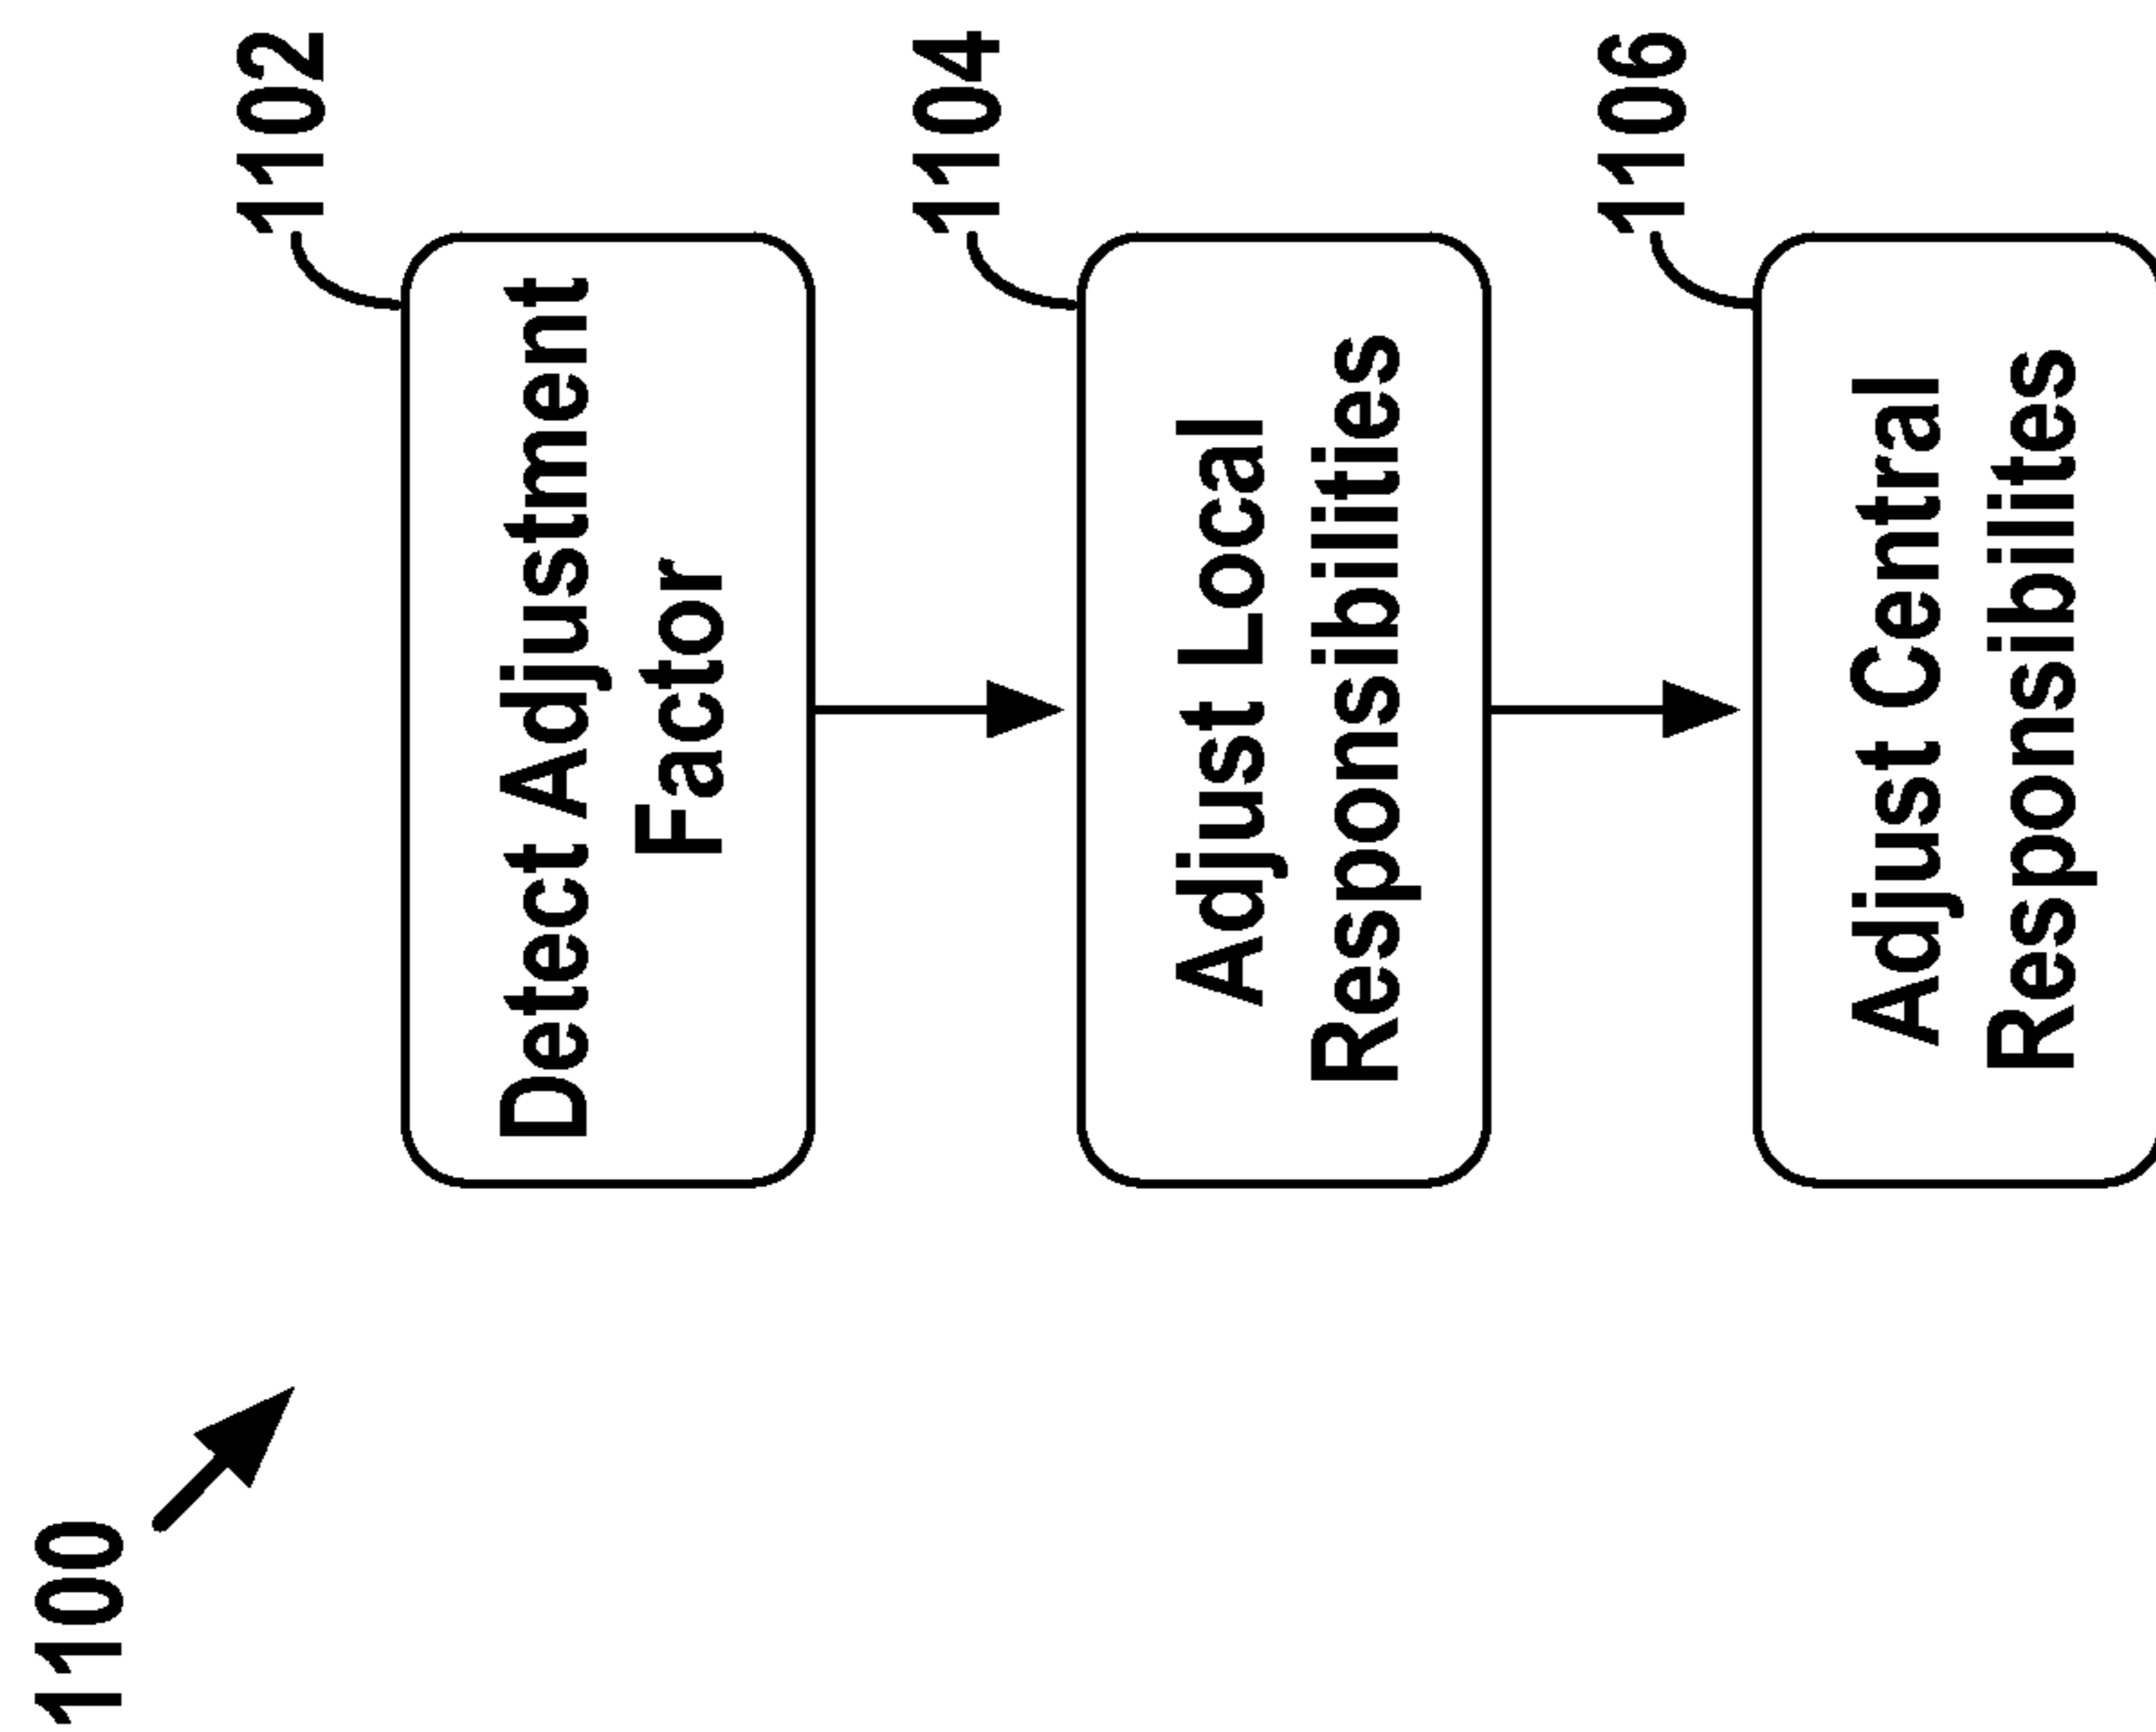 1100
1102
Detect Adjustment
Factor
1104
Adjust Local
Responsibilities
1106
Adjust Central
Responsibilites